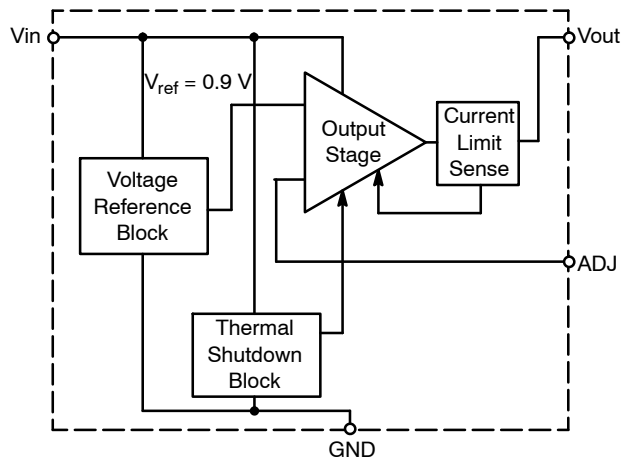 Vin
Vout
Vref = 0.9 V
Output
Stage
Current
Limit
Sense
Voltage
Reference
Block
ADJ
Thermal
Shutdown
Block
GND